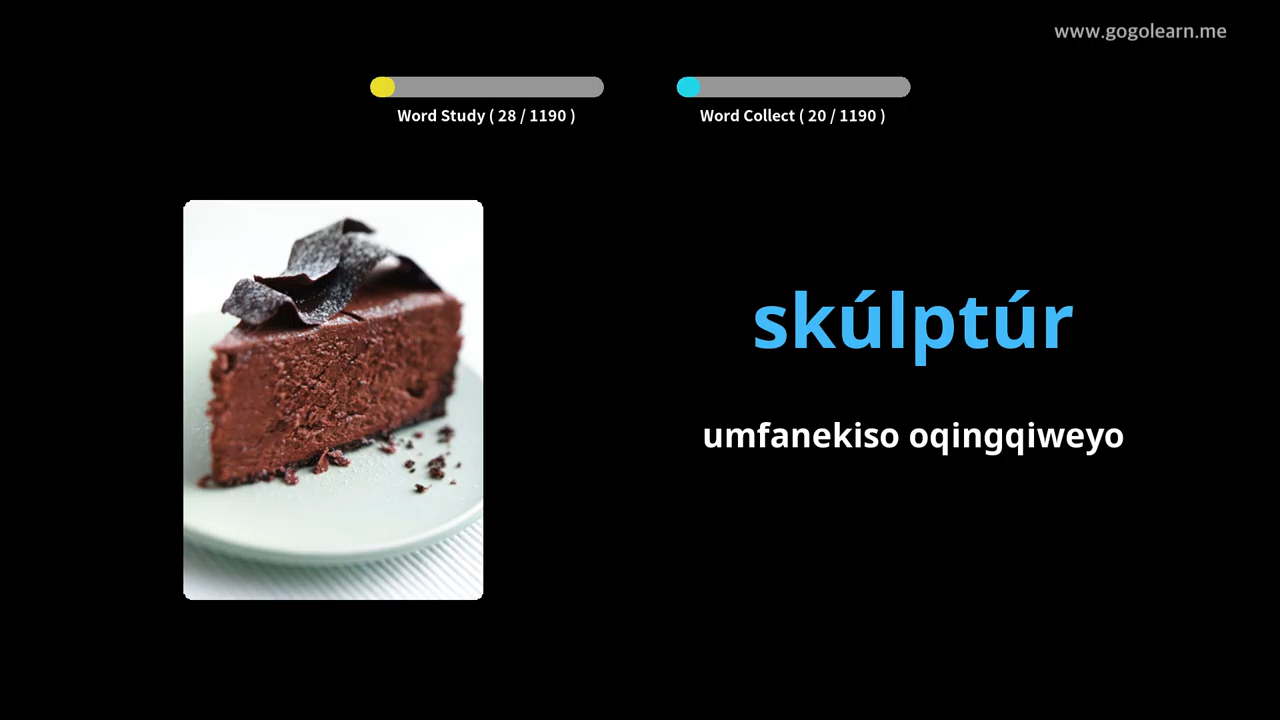 www.gogolearn.me
Word Study ( 28 / 1190 )
Word Collect ( 20 / 1190 )
skúlptúr
umfanekiso oqingqiweyo